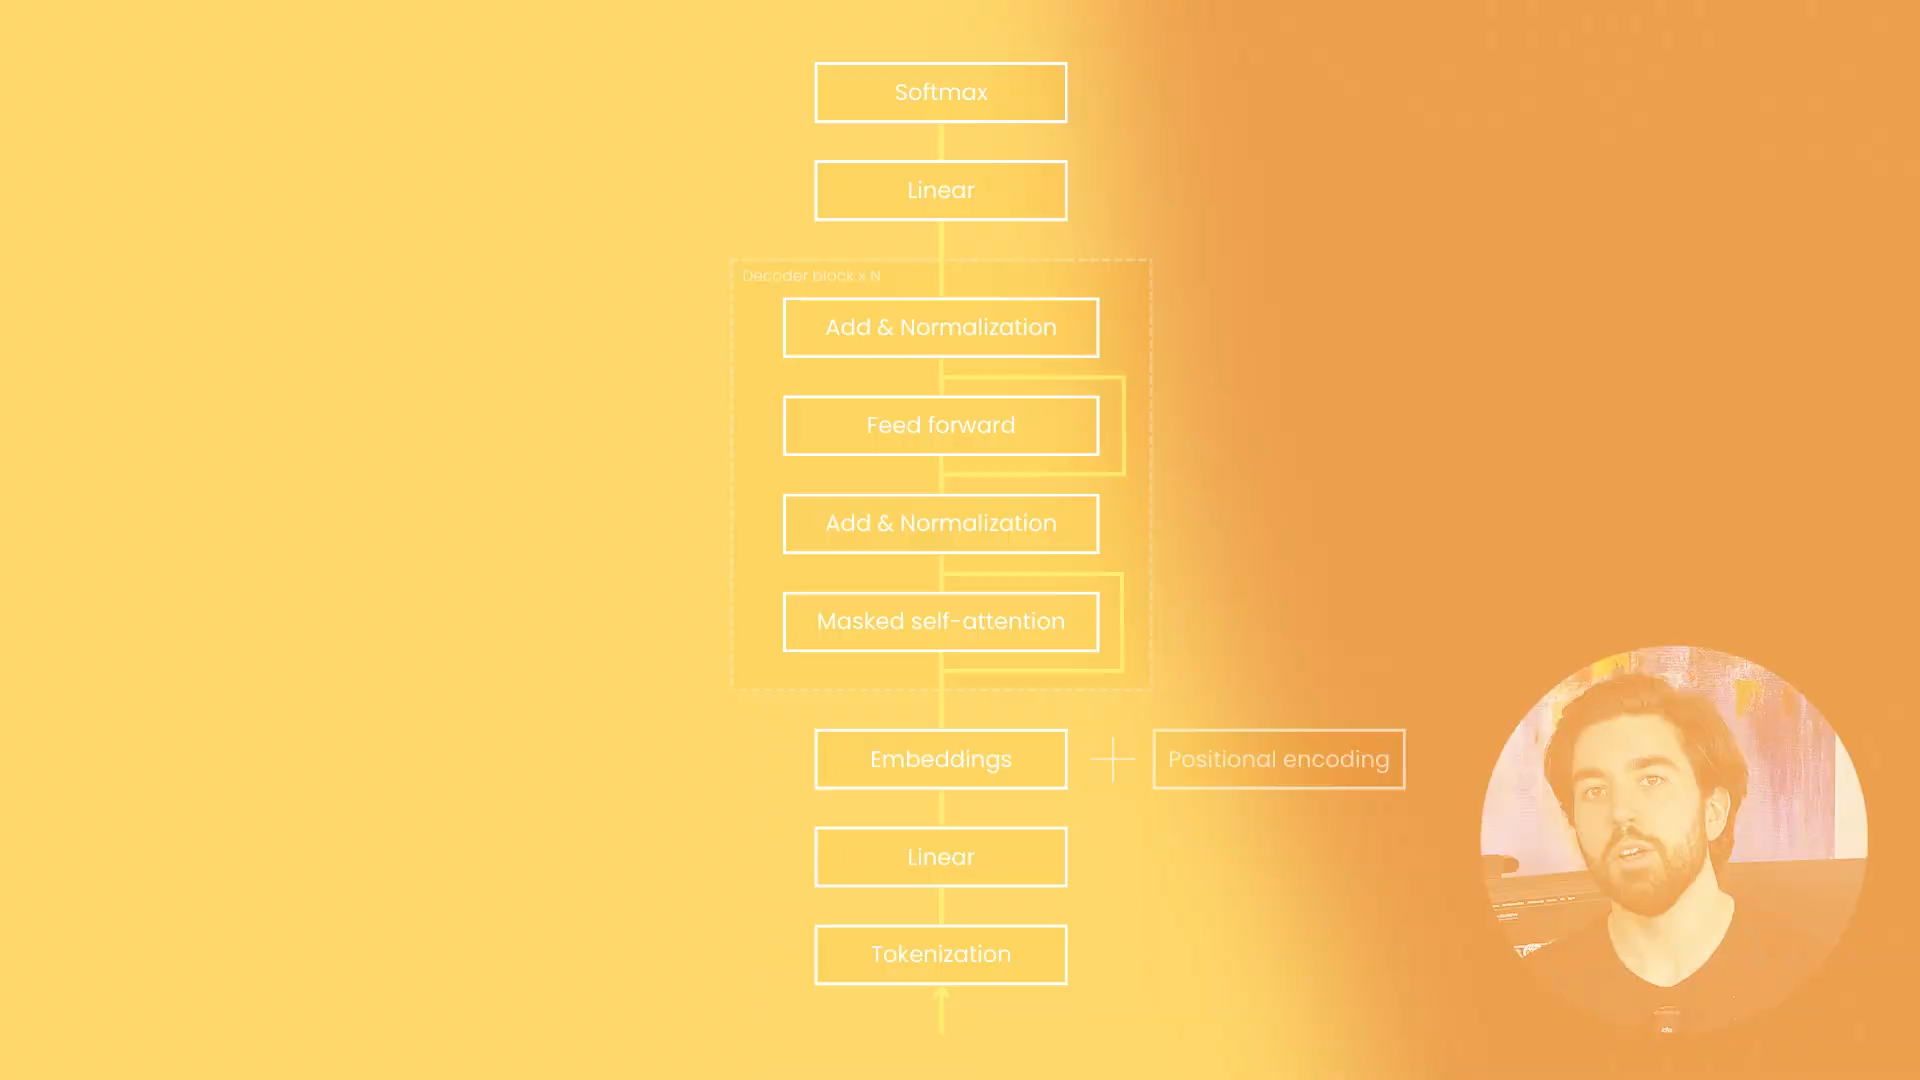 Softmax
Linear
Decoder block x N
Add & Normalization
Feed forward
Add & Normalization
Masked self-attention
Embeddings
Positional encoding
Linear
Tokenization